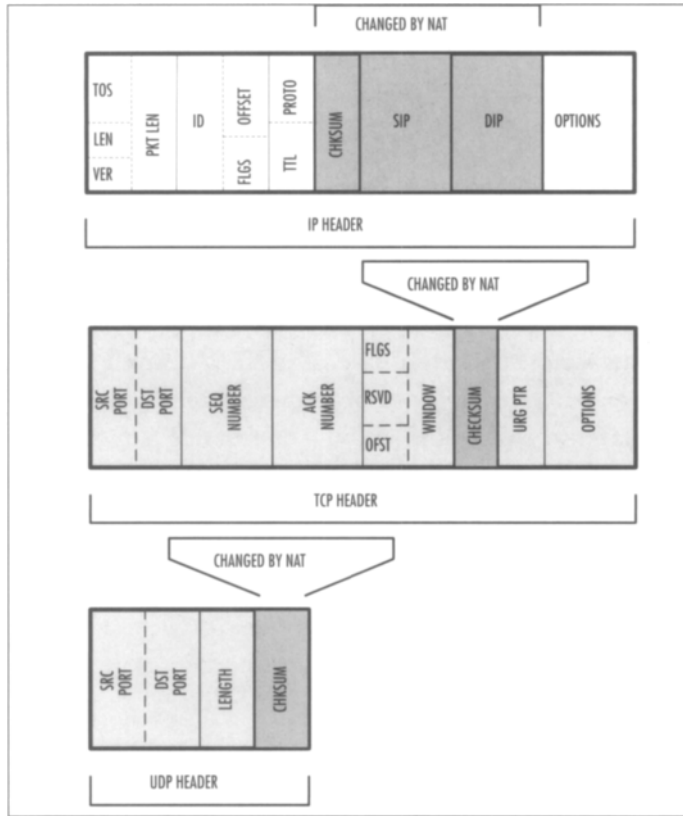 CHANGED BY NAT
TOS
LEN
VER
PKT LEN
ID
OFFSET
FLGS
PROTO
TTL
CHKSUM
SIP
DIP
OPTIONS
IP HEADER
CHANGED BY NAT
SRC
PORT
DST
PORT
SEQ
NUMBER
ACK
NUMBER
FLGS
RSVD
OFST
WINDOW
CHECKSUM
URG PTR
OPTIONS
TCP HEADER
CHANGED BY NAT
SRC
PORT
DST
PORT
LENGTH
CHKSUM
UDP HEADER